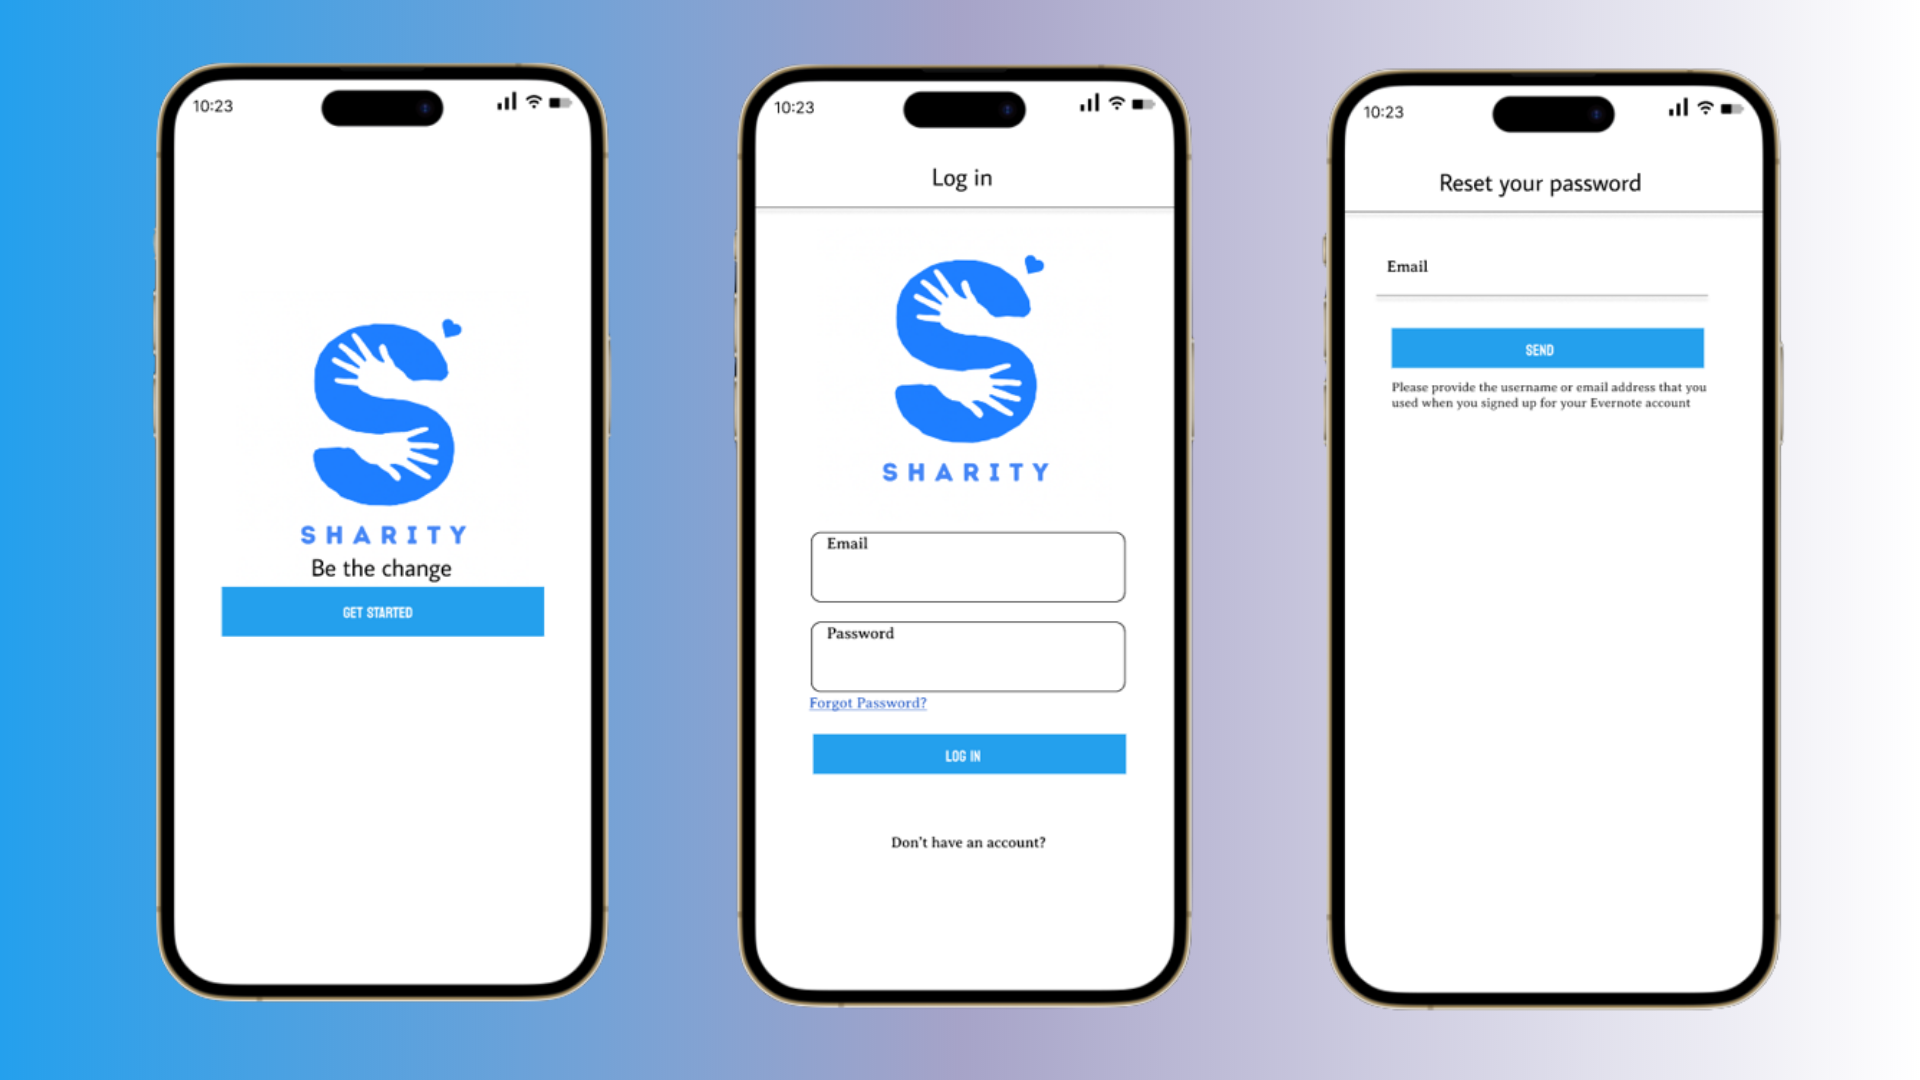 10:23
SHARITY
Be the change
GET STARTED
10:23
Log in
SHARITY
Email
Password
Forgot Password?
LOG IN
Don't have an account?
10:23
Reset your password
Email
SEND
Please provide the username or email address that you
used when you signed up for your Evernote account